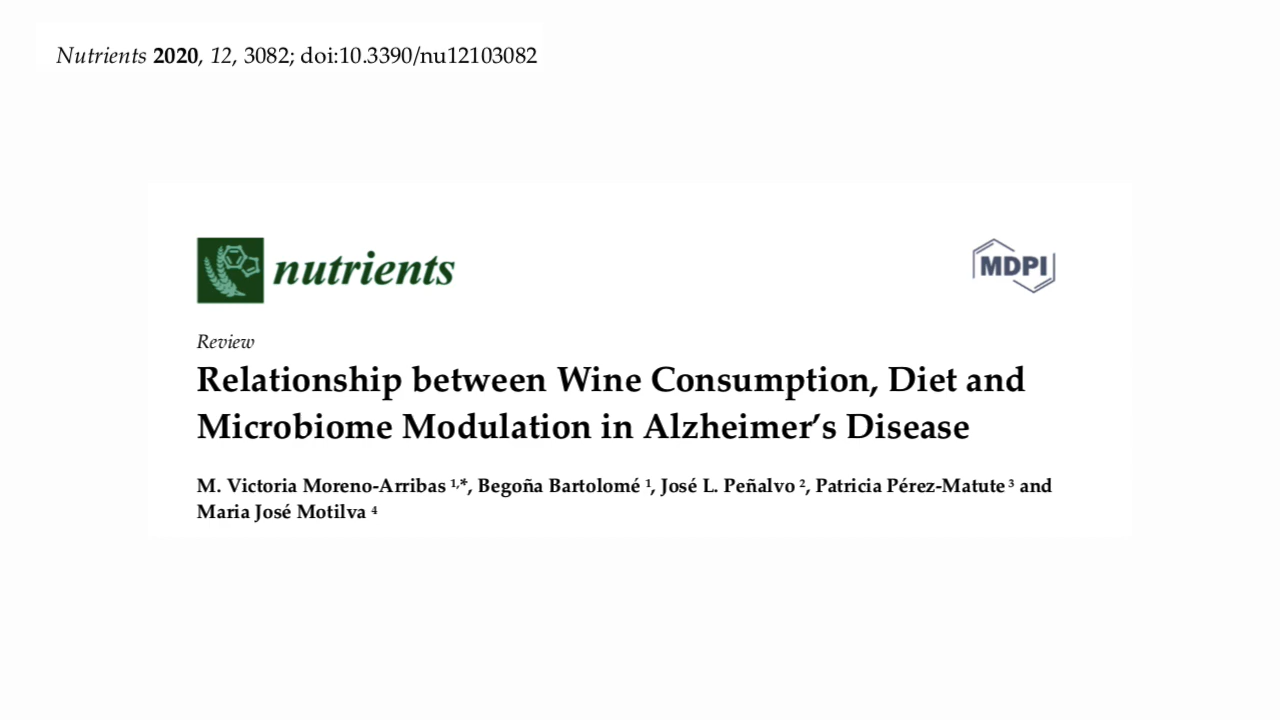 Nutrients 2020, 12, 3082; doi:10.3390/nu12103082
nutrients
MDPI
Review
Relationship between Wine Consumption, Diet and
Microbiome Modulation in Alzheimer’s Disease
M. Victoria Moreno-Arribas 1,*, Begoña Bartolomé 1, José L. Peñalvo 2, Patricia Pérez-Matute 3 and
Maria José Motilva 4